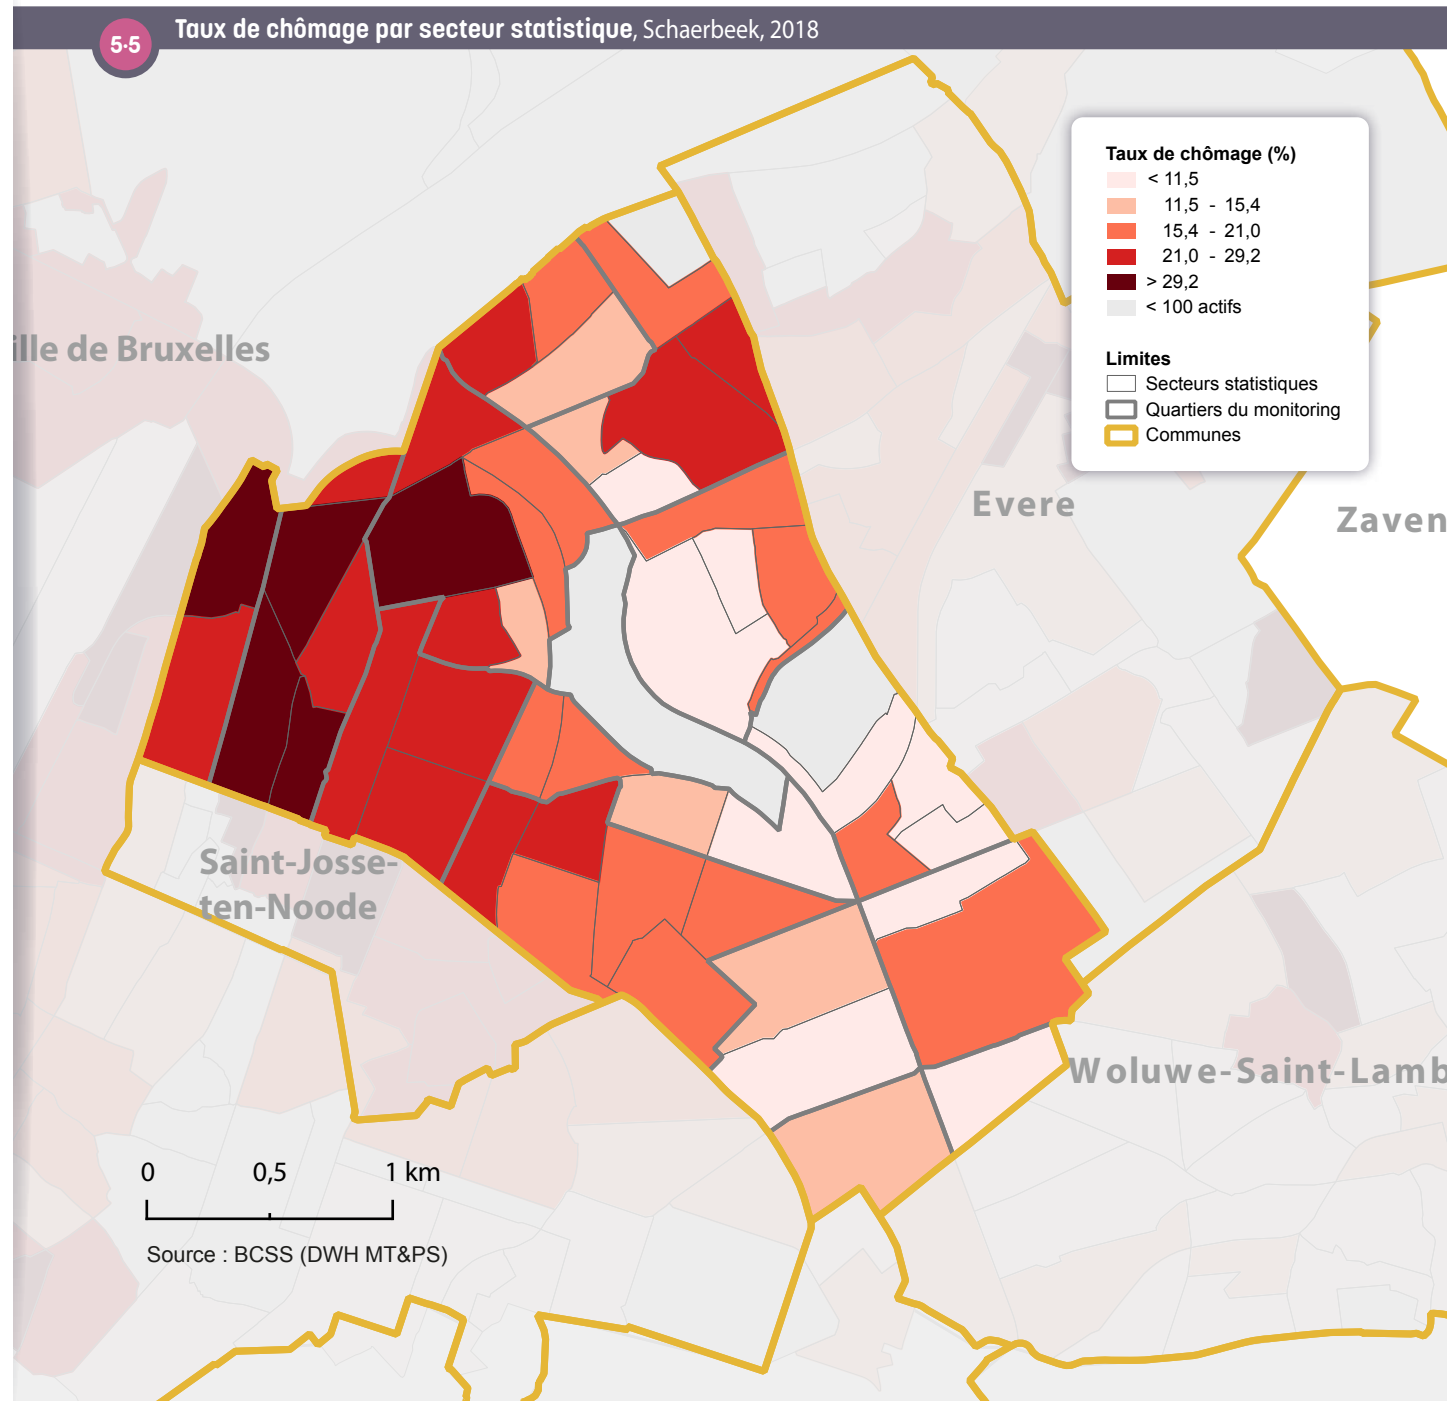 5.5
Taux de chômage par secteur statistique, Schaerbeek, 2018
Taux de chômage (%)
< 11,5
11,5 - 15,4
15,4 - 21,0
21,0 - 29,2
> 29,2
< 100 actifs
Limites
Secteurs statistiques
Quartiers du monitoring
Communes
ille de Bruxelles
Evere
Zaven
Saint-Josse-
ten-Noode
Woluwe-Saint-Lamb
0 0,5 1 km
Source : BCSS (DWH MT&PS)